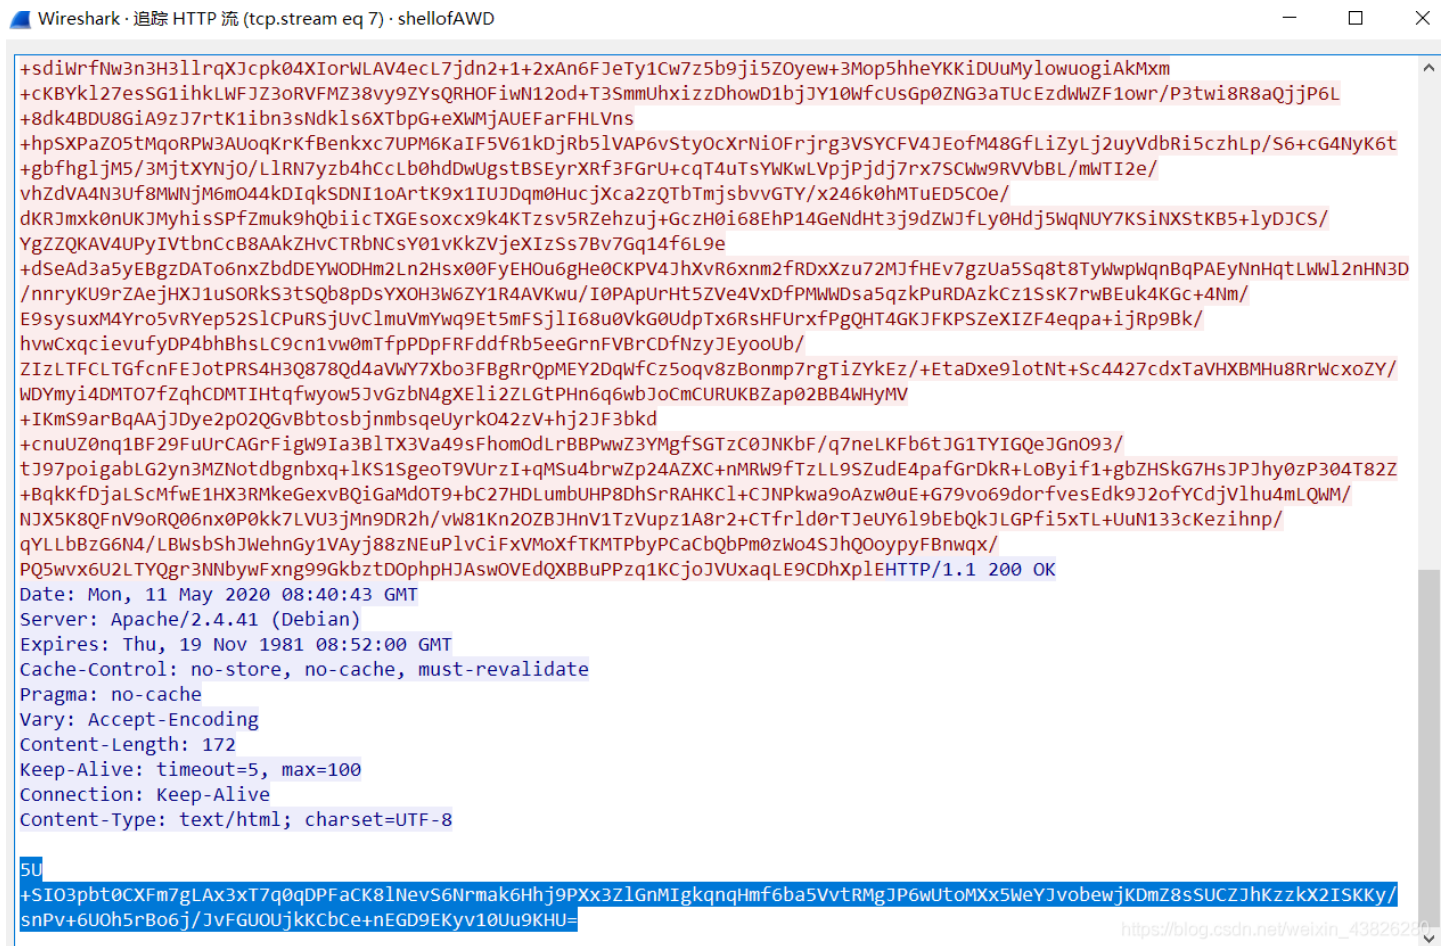 Wireshark · 追踪 HTTP 流 (tcp.stream eq 7) · shellofAWD
+sdiWrfNw3n3H3llrqXJcpk04XIorWLAV4ecL7jdn2+1+2xAn6FJeTy1Cw7z5b9ji5ZOyew+3Mop5hheYKKiDUuMylowuogiAkMxm
+cKBYkl27esSG1ihkLWFJZ3oRVFMZ38vy9ZYsQRHOFiwN12od+T3SmmUhxizzDhowD1bjJY10WfcUsGp0ZNG3aTUcEzdWWZF1owr/P3twi8R8aQjjP6L
+8dk4BDU8GiA9zJ7rtK1ibn3sNdkls6XTbpG+eXWMjAUEFarFHLVns
+hpSXPaZO5tMqoRPW3AUoqKrKfBenkxc7UPM6KaIF5V61kDjRb5lVAP6vStyOcXrNiOFrjrg3VSYCFV4JEofM48GfLiZyLj2uyVdbRi5czhLp/S6+cG4NyK6t
+gbfhgljM5/3MjtXYNjO/LlRN7yzb4hCcLb0hdDwUgstBSEyrXRf3FGrU+cqT4uTsYWKwLVpjPjdj7rx7SCWw9RVVbBL/mWTI2e/
vhZdVA4N3Uf8MWNjM6mO44kDIqkSDNI1oArtK9x1IUJDqm0HucjXca2zQTbTmjsbvvGTY/x246k0hMTuED5COe/
dKRJmxk0nUKJMyhisSPfZmuk9hQbiicTXGEsoxcx9k4KTzsv5RZehzuj+GczH0i68EhP14GeNdHt3j9dZWJfLy0Hdj5WqNUY7KSiNXStKB5+lyDJCS/
YgZZQKAV4UPyIVtbnCcB8AAkZHvCTRbNCsY01vKkZVjeXIzSs7Bv7Gq14f6L9e
+dSeAd3a5yEBgzDATo6nxZbdDEYWODHm2Ln2Hsx00FyEHOu6gHe0CKPV4JhXvR6xnm2fRDxXzu72MJfHEv7gzUa5Sq8t8TyWwpWqnBqPAEyNnHqtLWWl2nHN3D
/nnryKU9rZAejHXJ1uSORkS3tSQb8pDsYXOH3W6ZY1R4AVKwu/I0PApUrHt5ZVe4VxDfPMWWDsa5qzkPuRDAzkCz1SsK7rwBEuk4KGc+4Nm/
E9sysuxM4Yro5vRYep52SlCPuRSjUvClmuVmYwq9Et5mFSjlI68u0VkG0UdpTx6RsHFUrxfPgQHT4GKJFKPSZeXIZF4eqpa+ijRp9Bk/
hvwCxqcievufyDP4bhBhsLC9cn1vw0mTfpPDpFRFddfRb5eeGrnFVBrCDfNzyJEyooUb/
ZIzLTFCLTGfcnFEJotPRS4H3Q878Qd4aVWY7Xbo3FBgRrQpMEY2DqWfCz5oqv8zBonmp7rgTiZYkEz/+EtaDxe9lotNt+Sc4427cdxTaVHXBMHu8RrWcxoZY/
WDYmyi4DMTO7fZqhCDMTIHtqfwyow5JvGzbN4gXEli2ZLGtPHn6q6wbJoCmCURUKBZap02BB4WHyMV
+IKmS9arBqAAjJDye2pO2QGvBbtosbjnmbsqeUyrkO42zV+hj2JF3bkd
+cnuUZ0nq1BF29FuUrCAGrFigW9Ia3BlTX3Va49sFhomOdLrBBPwwZ3YMgfSGTzC0JNKbF/q7neLKFb6tJG1TYIGQeJGnO93/
tJ97poigabLG2yn3MZNotdbgnbxq+lKS1SgeoT9VUrzI+qMSu4brwZp24AZXC+nMRW9fTzLL9SZudE4pafGrDkR+LoByif1+gbZHSkG7HsJPJhy0zP304T82Z
+BqkKfDjaLScMfwE1HX3RMkeGexvBQiGaMdOT9+bC27HDLumbUHP8DhSrRAHKCl+CJNPkwa9oAzw0uE+G79vo69dorfvesEdk9J2ofYCdjVlhu4mLQWM/
NJX5K8QFnV9oRQ06nx0P0kk7LVU3jMn9DR2h/vW81Kn2OZBJHnV1TzVupz1A8r2+CTfrld0rTJeUY6l9bEbQkJLGPfi5xTL+UuN133cKezihnp/
qYLLbBzG6N4/LBWsbShJWehnGy1VAyj88zNEuPlvCiFxVMoXfTKMTPbyPCaCbQbPm0zWo4SJhQOoypyFBnwqx/
PQ5wvx6U2LTYQgr3NNbywFxng99GkbztDOphpHJAswOVEdQXBBuPPzq1KCjoJVUxaqLE9CDhXplEHTTP/1.1 200 OK
Date: Mon, 11 May 2020 08:40:43 GMT
Server: Apache/2.4.41 (Debian)
Expires: Thu, 19 Nov 1981 08:52:00 GMT
Cache-Control: no-store, no-cache, must-revalidate
Pragma: no-cache
Vary: Accept-Encoding
Content-Length: 172
Keep-Alive: timeout=5, max=100
Connection: Keep-Alive
Content-Type: text/html; charset=UTF-8
5U
+SIO3pbt0CXFm7gLAx3xT7q0qDPFaCK8lNevS6Nrmak6Hhj9PXx3ZlGnMIgkqnqHmf6ba5VvtRMgJP6wUtoMXx5WeYJvobewjKDmZ8sSUCZJhKzzkX2ISKKy/
snPv+6UOh5rBo6j/JvFGUOUjkKCbCe+nEGD9EKyv10Uu9KHU=
https://blog.csdn.net/weixin_43826280